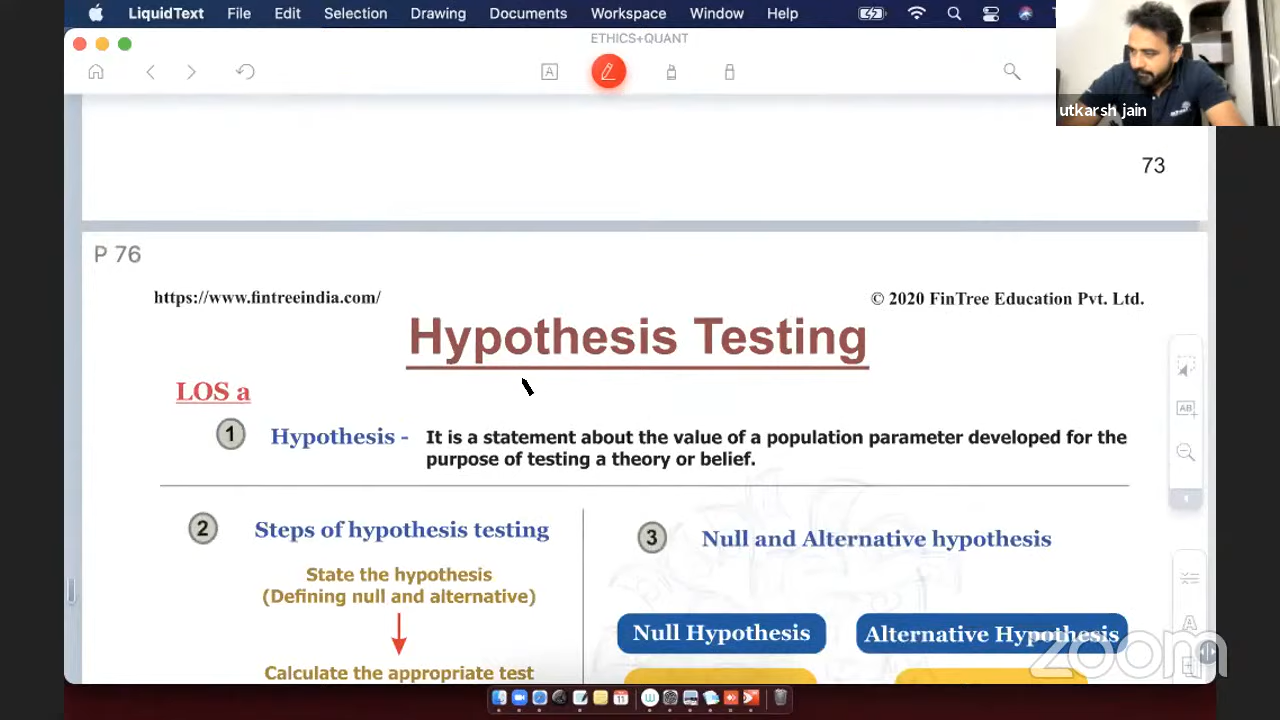 LiquidText File Edit Selection Drawing Documents Workspace Window Help
ETHICS+QUANT
utkarsh jain
73
P 76
https://www.fintreeindia.com/
© 2020 FinTree Education Pvt. Ltd.
Hypothesis Testing
LOS a
1 Hypothesis - It is a statement about the value of a population parameter developed for the
purpose of testing a theory or belief.
2 Steps of hypothesis testing
State the hypothesis
(Defining null and alternative)
Calculate the appropriate test
3 Null and Alternative hypothesis
Null Hypothesis
Alternative Hypothesis
zoom